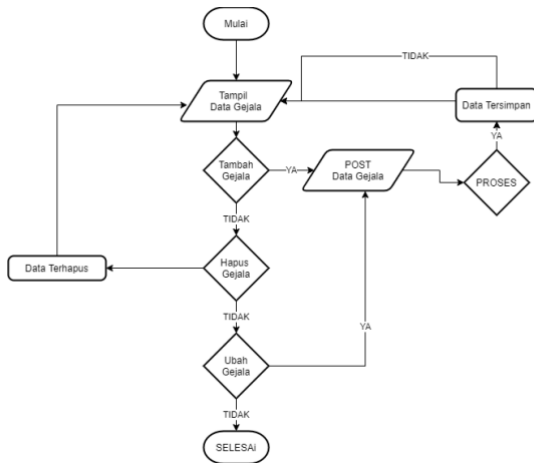 Mulai
TIDAK
Tampil
Data Gejala
Data Tersimpan
YA
Tambah
Gejala
YA
POST
Data Gejala
PROSES
TIDAK
Data Terhapus
Hapus
Gejala
TIDAK
YA
Ubah
Gejala
TIDAK
SELESAi